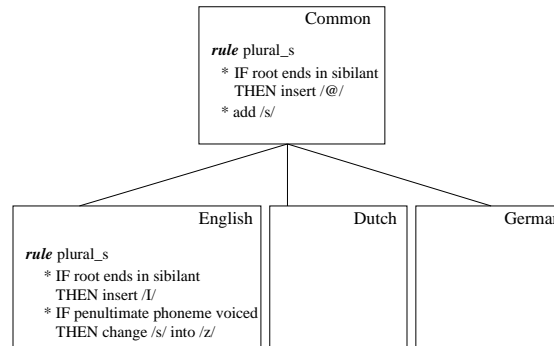 Common
rule plural_s
* IF root ends in sibilant
THEN insert /@/
* add /s/
English
rule plural_s
* IF root ends in sibilant
THEN insert /I/
* IF penultimate phoneme voiced
THEN change /s/ into /z/
Dutch
German